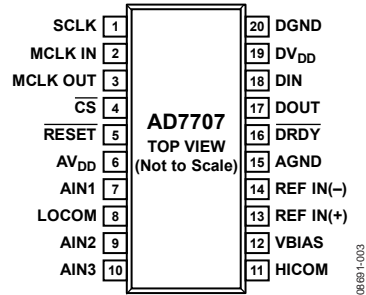 SCLK 1
MCLK IN 2
MCLK OUT 3
CS 4
RESET 5
AVDD 6
AIN1 7
LOCOM 8
AIN2 9
AIN3 10
AD7707
TOP VIEW
(Not to Scale)
20 DGND
19 DVDD
18 DIN
17 DOUT
16 DRDY
15 AGND
14 REF IN(–)
13 REF IN(+)
12 VBIAS
11 HICOM
08691-003